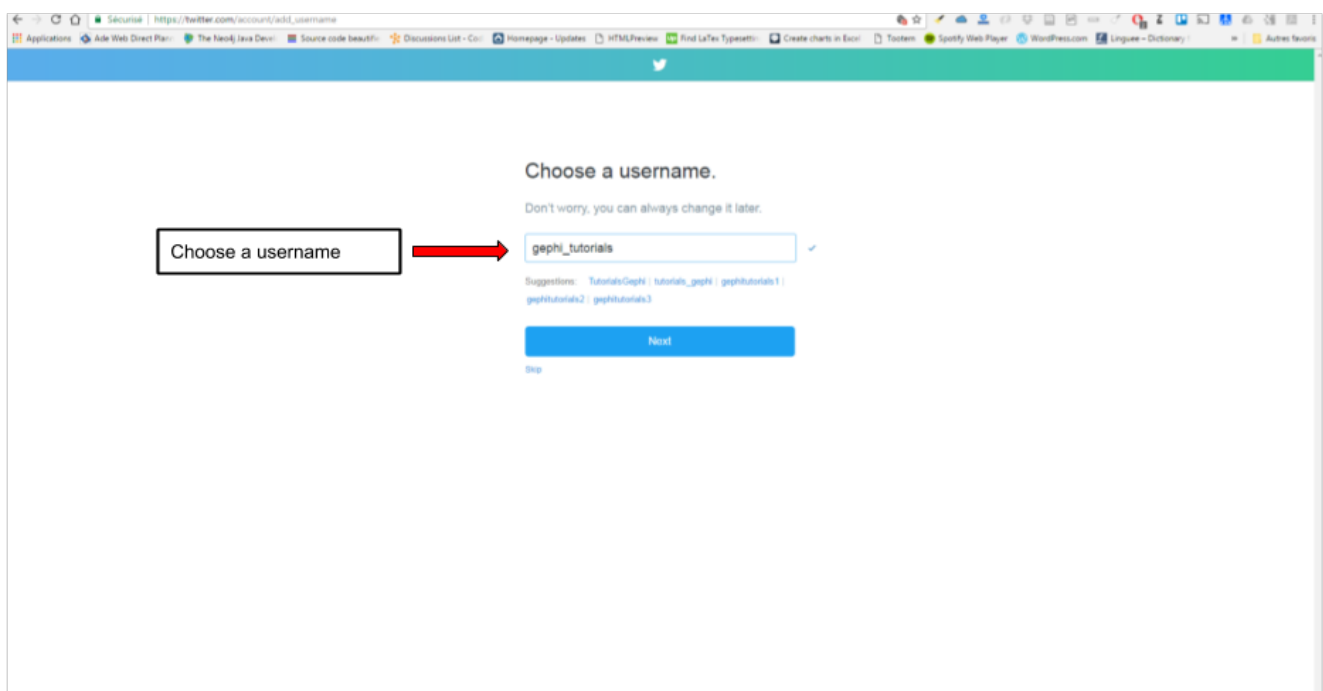 Sécurisé | https://twitter.com/account/add_username
Applications Ade Web Direct Plan The Neo4j Java Devel Source code beautifi Discussions List - Co Homepage - Updates HTMLPreview Find LaTex Typesettin Create charts in Excel Tootem Spotify Web Player WordPress.com Linguee - Dictionary » Autres favoris
Choose a username.
Don't worry, you can always change it later.
Choose a username
gephi_tutorials
Suggestions: TutorialsGephi | tutorials_gephi | gephitutorials1 |
gephitutorials2 | gephitutorials3
Next
Skip